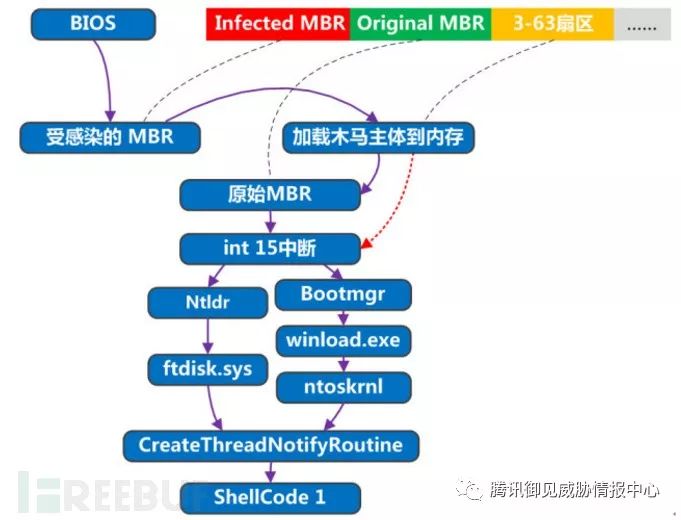 BIOS
Infected MBR
Original MBR
3-63扇区
......
受感染的 MBR
加载木马主体到内存
原始MBR
int 15中断
Ntldr
Bootmgr
winload.exe
ftdisk.sys
ntoskrnl
CreateThreadNotifyRoutine
ShellCode 1
FREEBUF
腾讯御见威胁情报中心